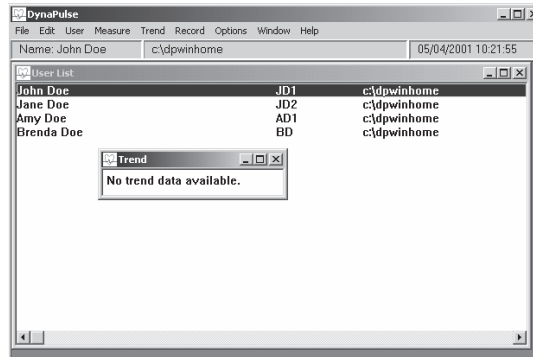 DynaPulse
File Edit User Measure Trend Record Options Window Help
Name: John Doe c:\dpwinhome 05/04/2001 10:21:55
User List
John Doe JD1 c:\dpwinhome
Jane Doe JD2 c:\dpwinhome
Amy Doe AD1 c:\dpwinhome
Brenda Doe BD c:\dpwinhome
Trend
No trend data available.